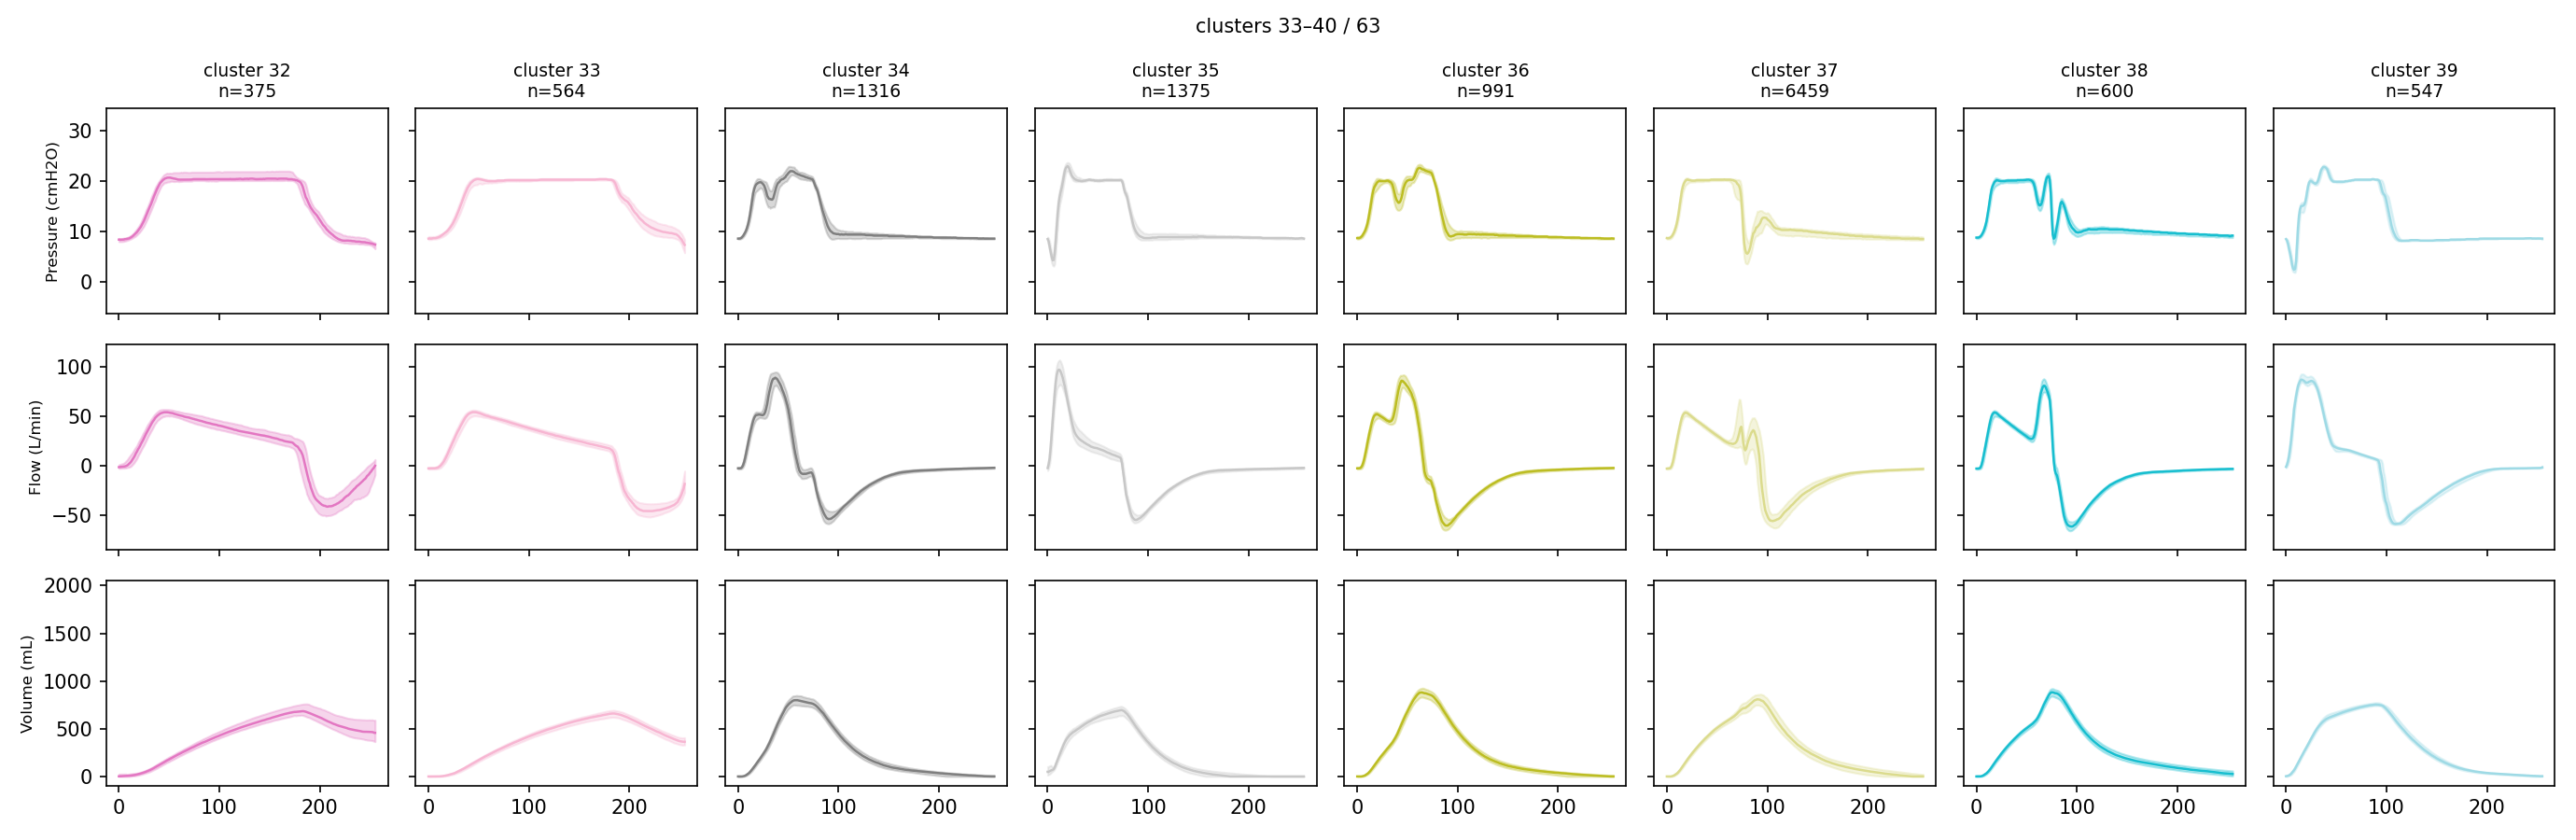 clusters 33–40 / 63
cluster 32 cluster 33 cluster 34 cluster 35 cluster 36 cluster 37 cluster 38 cluster 39
n=375 n=564 n=1316 n=1375 n=991 n=6459 n=600 n=547
Pressure (cmH2O)
30
20
10
0
Flow (L/min)
100
50
0
−50
Volume (mL)
2000
1500
1000
500
0
0 100 200 0 100 200 0 100 200 0 100 200 0 100 200 0 100 200 0 100 200 0 100 200